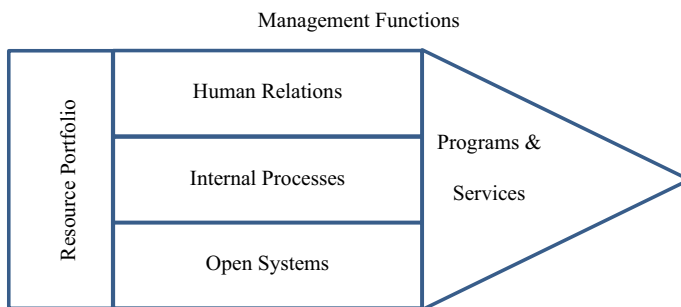 Management Functions
Resource Portfolio
Human Relations
Internal Processes
Open Systems
Programs &
Services